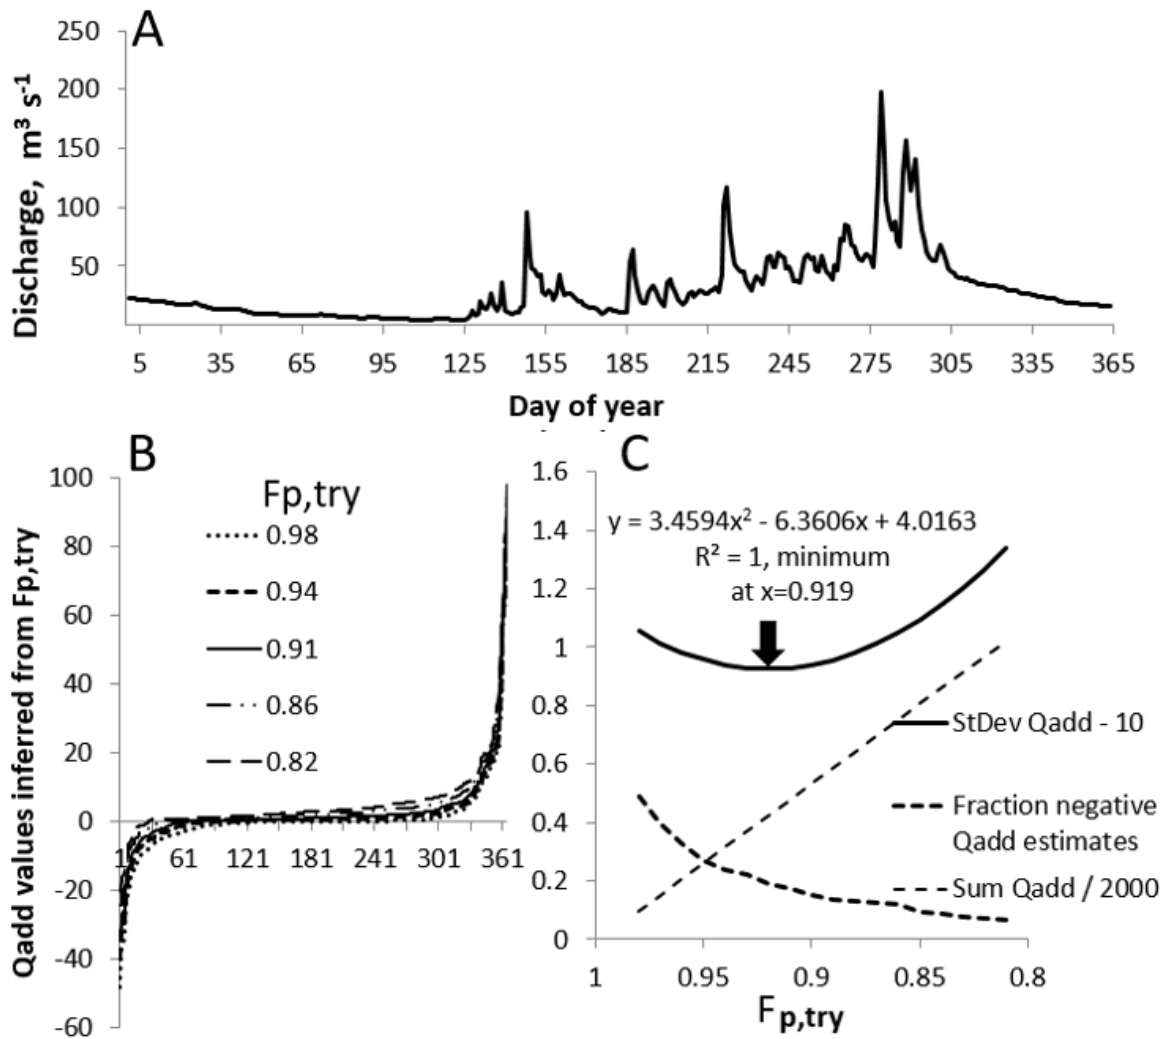 A
250
200
150
100
50
Discharge, m³ s⁻¹
5 35 65 95 125 155 185 215 245 275 305 335 365
Day of year
B
100
80
60
40
20
0
-20
-40
-60
Qadd values inferred from Fp,try
Fp,try
0.98
0.94
0.91
0.86
0.82
1 61 121 181 241 301 361
C
1.6
1.4
1.2
1
0.8
0.6
0.4
0.2
0
y = 3.4594x² - 6.3606x + 4.0163
R² = 1, minimum
at x=0.919
StDev Qadd - 10
Fraction negative
Qadd estimates
Sum Qadd / 2000
1 0.95 0.9 0.85 0.8
Fp,try